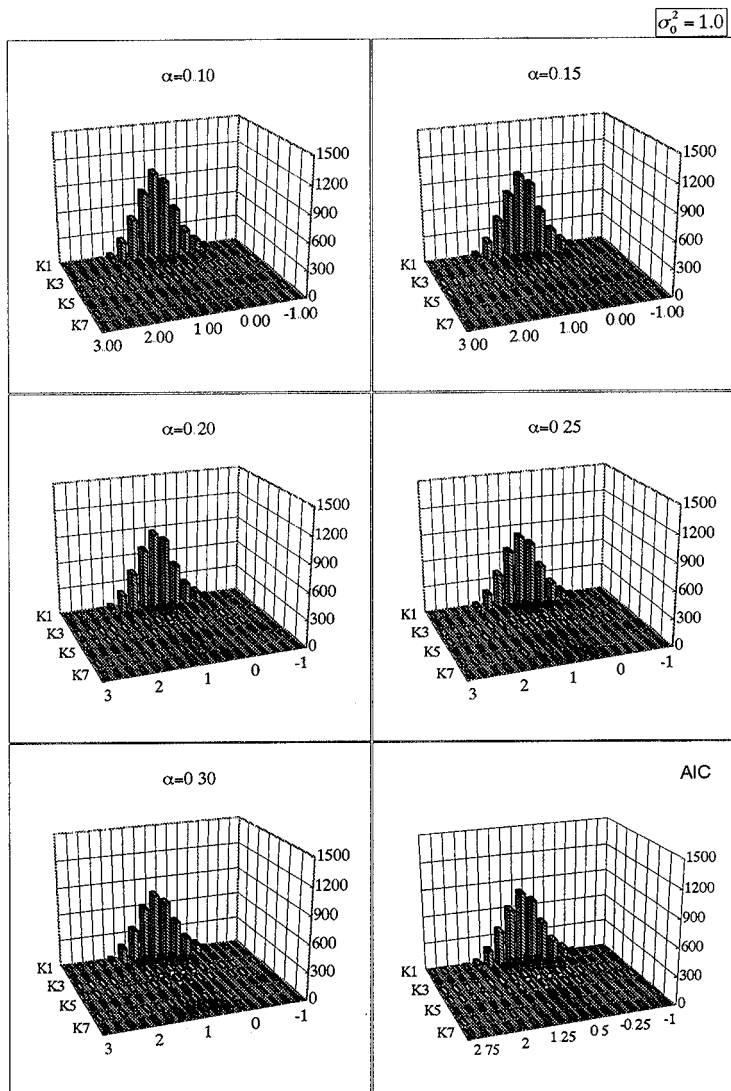 σ₀² = 1.0
α=0.10
1500
1200
900
600
300
0
K1
K3
K5
K7
3.00
2.00
1.00
0.00
-1.00
α=0.15
1500
1200
900
600
300
0
K1
K3
K5
K7
3.00
2.00
1.00
0.00
-1.00
α=0.20
1500
1200
900
600
300
0
K1
K3
K5
K7
3
2
1
0
-1
α=0.25
1500
1200
900
600
300
0
K1
K3
K5
K7
3
2
1
0
-1
α=0.30
1500
1200
900
600
300
0
K1
K3
K5
K7
3
2
1
0
-1
AIC
1500
1200
900
600
300
0
K1
K3
K5
K7
2.75
2
1.25
0.5
-0.25
-1